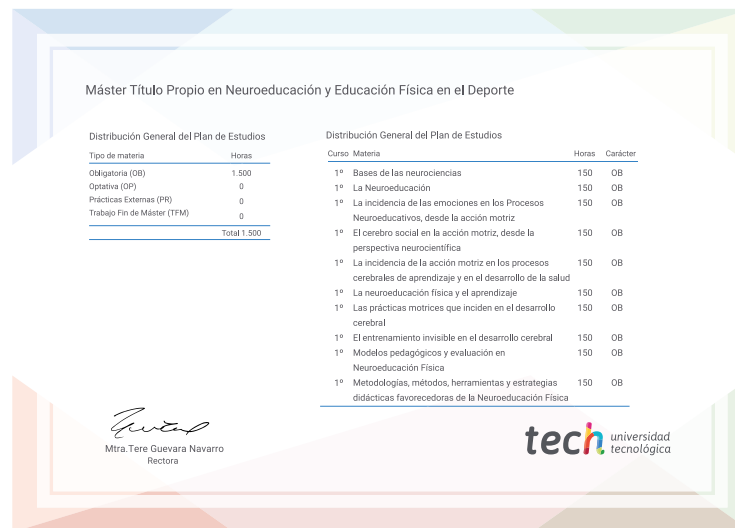 Máster Título Propio en Neuroeducación y Educación Física en el Deporte
Distribución General del Plan de Estudios
Tipo de materia Horas
Obligatoria (OB) 1.500
Optativa (OP) 0
Prácticas Externas (PR) 0
Trabajo Fin de Máster (TFM) 0
Total 1.500
Distribución General del Plan de Estudios
Curso Materia Horas Carácter
1º Bases de las neurociencias 150 OB
1º La Neuroeducación 150 OB
1º La incidencia de las emociones en los Procesos 150 OB
Neuroeducativos, desde la acción motriz
1º El cerebro social en la acción motriz, desde la 150 OB
perspectiva neurocientífica
1º La incidencia de la acción motriz en los procesos 150 OB
cerebrales de aprendizaje y en el desarrollo de la salud
1º La neuroeducación física y el aprendizaje 150 OB
1º Las prácticas motrices que inciden en el desarrollo 150 OB
cerebral
1º El entrenamiento invisible en el desarrollo cerebral 150 OB
1º Modelos pedagógicos y evaluación en 150 OB
Neuroeducación Física
1º Metodologías, métodos, herramientas y estrategias 150 OB
didácticas favorecedoras de la Neuroeducación Física
Mtra.Tere Guevara Navarro
Rectora
tech universidad
tecnológica